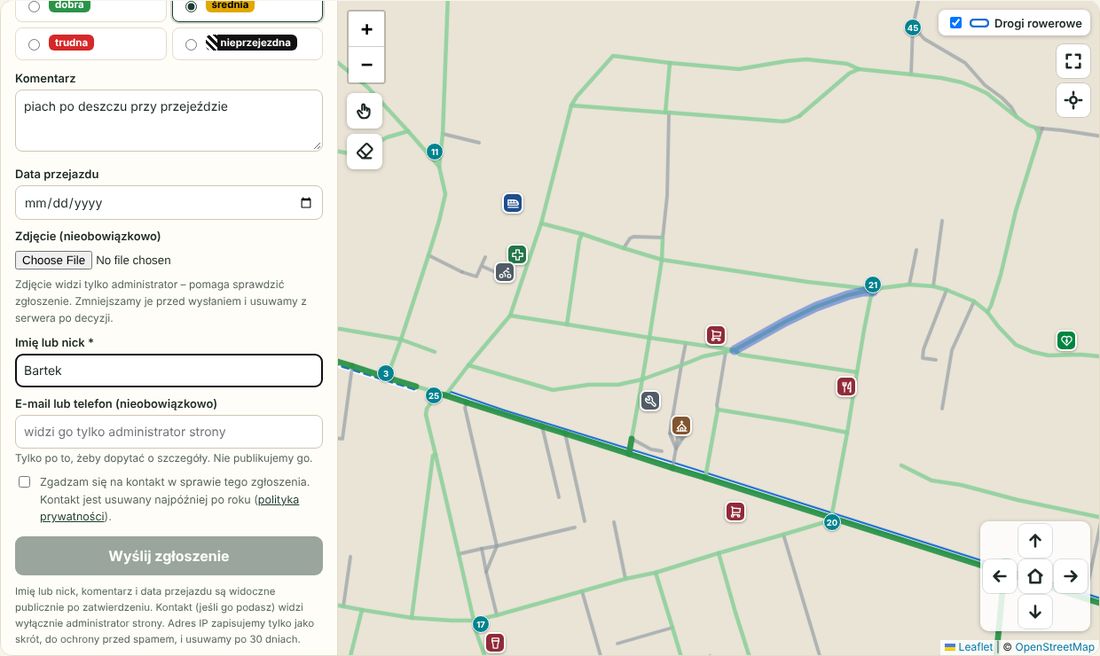 dobra
średnia
trudna
nieprzejezdna
Komentarz
piach po deszczu przy przejeździe
Data przejazdu
mm/dd/yyyy
Zdjęcie (nieobowiązkowo)
Choose File No file chosen
Zdjęcie widzi tylko administrator – pomaga sprawdzić
zgłoszenie. Zmniejszamy je przed wysłaniem i usuwamy z
serwera po decyzji.
Imię lub nick *
Bartek
E-mail lub telefon (nieobowiązkowo)
widzi go tylko administrator strony
Tylko po to, żeby dopytać o szczegóły. Nie publikujemy go.
Zgadzam się na kontakt w sprawie tego zgłoszenia.
Kontakt jest usuwany najpóźniej po roku (polityka
prywatności).
Wyślij zgłoszenie
Imię lub nick, komentarz i data przejazdu są widoczne
publicznie po zatwierdzeniu. Kontakt (jeśli go podasz) widzi
wyłącznie administrator strony. Adres IP zapisujemy tylko jako
skrót, do ochrony przed spamem, i usuwamy po 30 dniach.
+
−
Drogi rowerowe
45
11
21
3
25
20
17
Leaflet | © OpenStreetMap